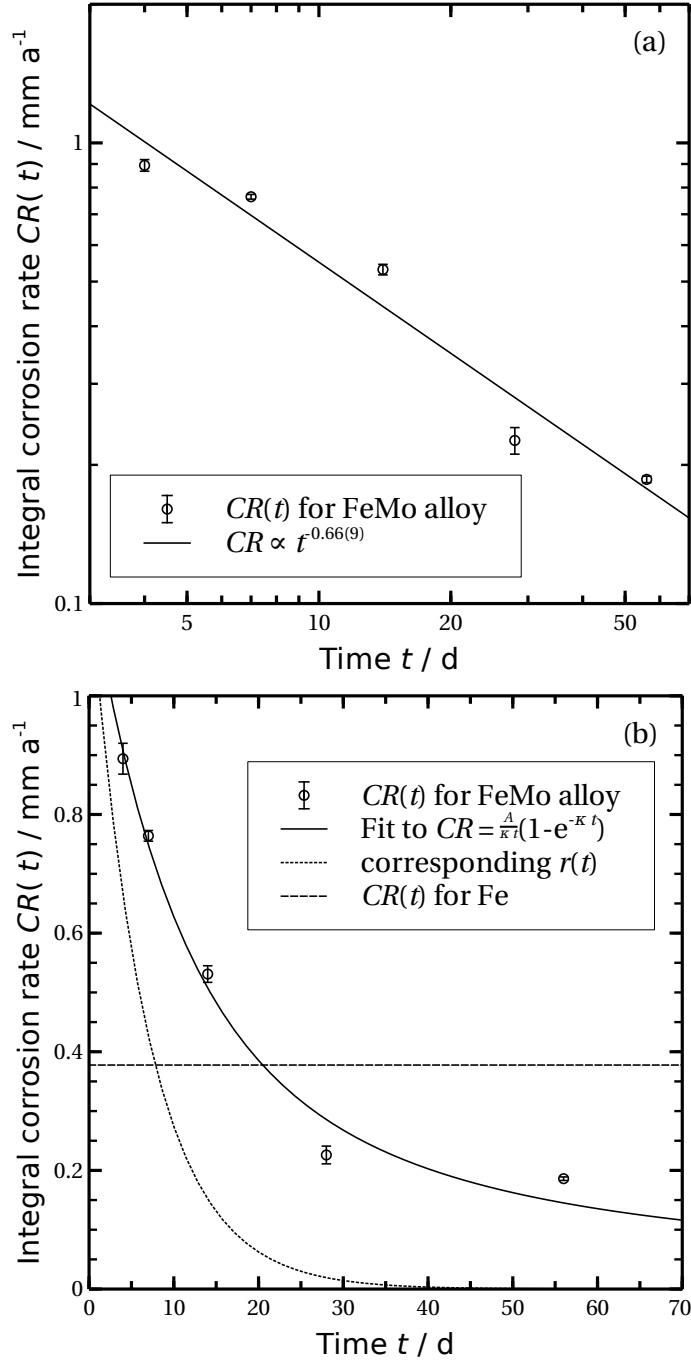 (a)
Integral corrosion rate CR( t) / mm a⁻¹
1
0.1
CR(t) for FeMo alloy
CR ∝ t⁻⁰·⁶⁶⁽⁹⁾
5 10 20 50
Time t / d
(b)
Integral corrosion rate CR( t) / mm a⁻¹
1
0.8
0.6
0.4
0.2
0
CR(t) for FeMo alloy
Fit to CR = A/κ t (1-e^-κ t)
corresponding r(t)
CR(t) for Fe
0 10 20 30 40 50 60 70
Time t / d